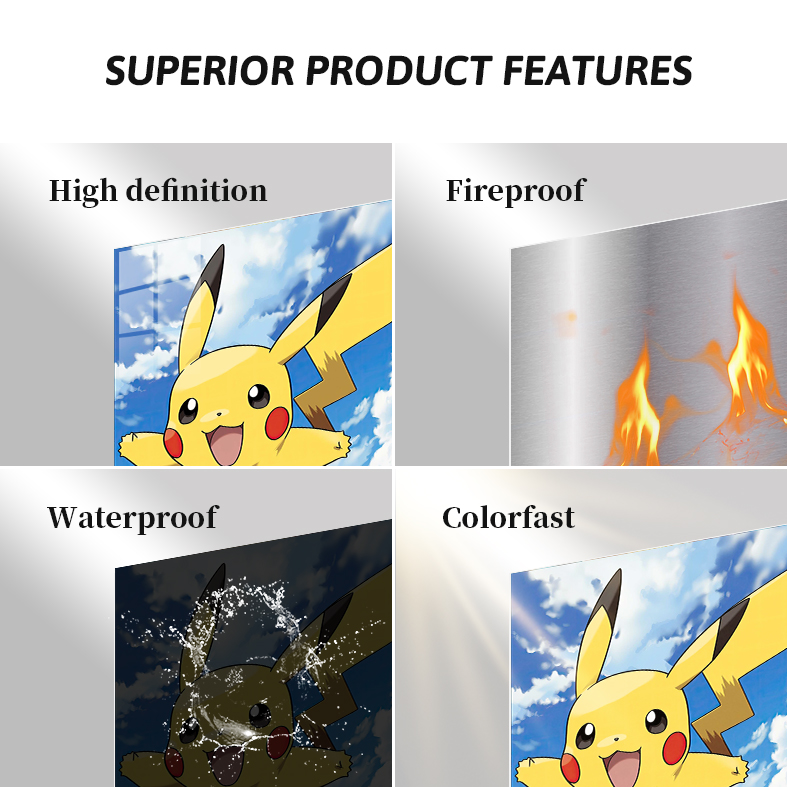 SUPERIOR PRODUCT FEATURES
High definition
Fireproof
Waterproof
Colorfast